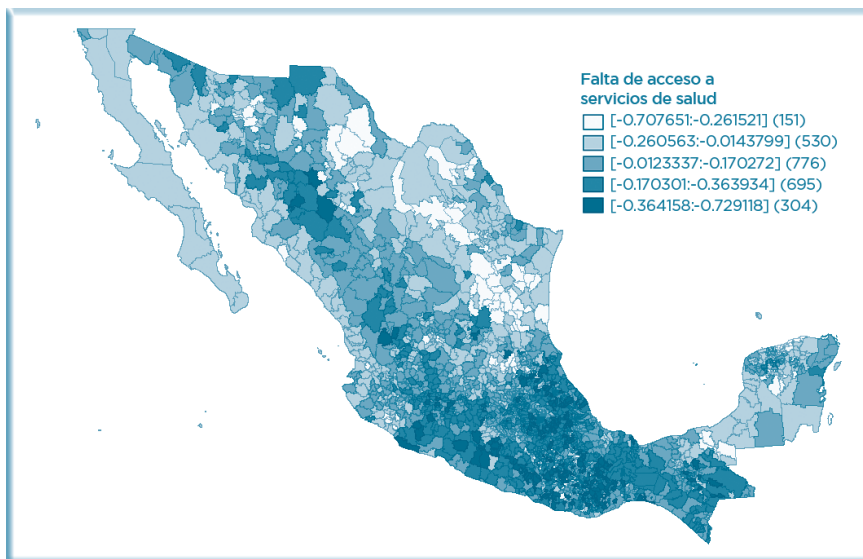 Falta de acceso a
servicios de salud
[-0.707651:-0.261521] (151)
[-0.260563:-0.0143799] (530)
[-0.0123337:-0.170272] (776)
[-0.170301:-0.363934] (695)
[-0.364158:-0.729118] (304)